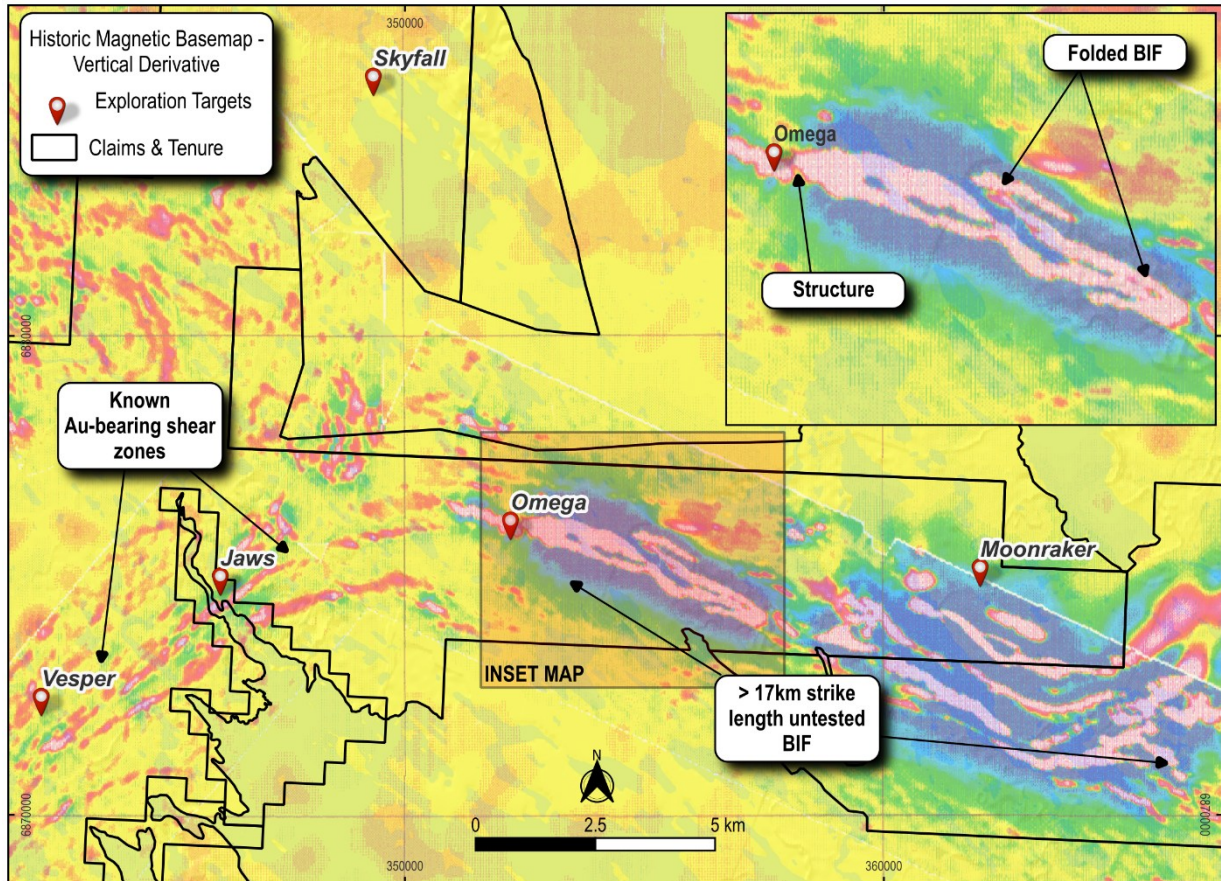 Historic Magnetic Basemap -
Vertical Derivative
Exploration Targets
Claims & Tenure
350000
Skyfall
Folded BIF
Omega
Structure
6880000
Known
Au-bearing shear
zones
Omega
Jaws
Moonraker
Vesper
INSET MAP
> 17km strike
length untested
BIF
N
0
2.5
5 km
6870000
6870000
350000
360000